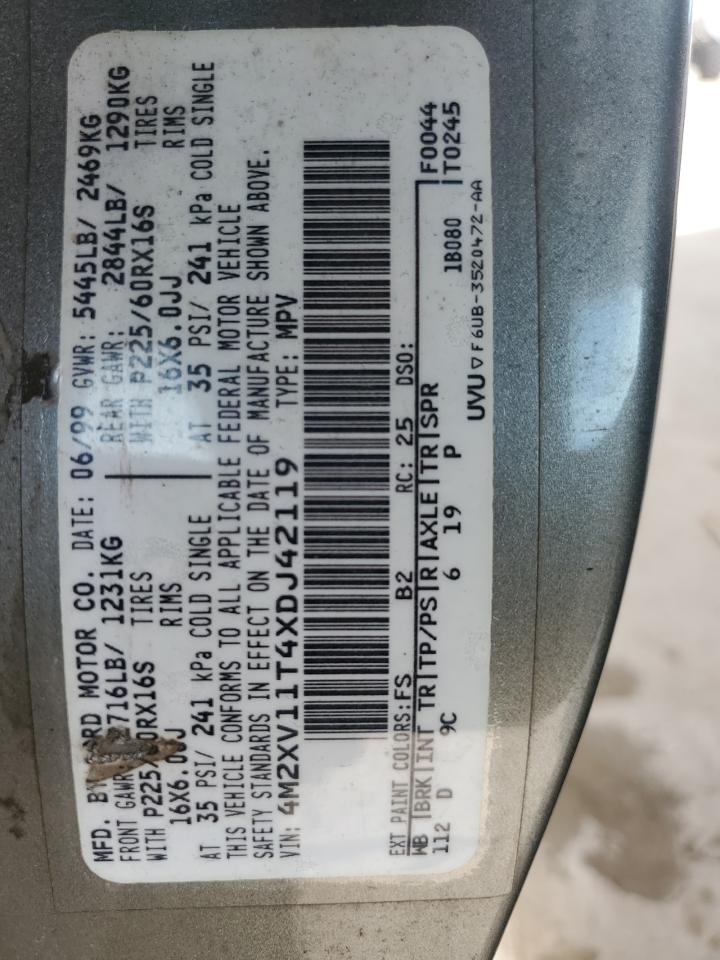 MFD. BY FORD MOTOR CO. DATE: 06/99 GVWR: 5445LB/ 2469KG
FRONT GAWR: 2716LB/ 1231KG REAR GAWR: 2844LB/ 1290KG
WITH P225/60RX16S TIRES WITH P225/60RX16S TIRES
16X6.0JJ RIMS 16X6.0JJ RIMS
AT 35 PSI/ 241 kPa COLD SINGLE AT 35 PSI/ 241 kPa COLD SINGLE
THIS VEHICLE CONFORMS TO ALL APPLICABLE FEDERAL MOTOR VEHICLE
SAFETY STANDARDS IN EFFECT ON THE DATE OF MANUFACTURE SHOWN ABOVE.
VIN: 4M2XV11T4XDJ42119 TYPE: MPV
F0044
T0245
EXT PAINT COLORS: FS B2 RC: 25 DSO:
WB |BRK|INT TR|TP/PS|R|AXLE|TR|SPR 1B080
112 D 9C 6 19 P
UVU ▽ F6UB-3520472-AA